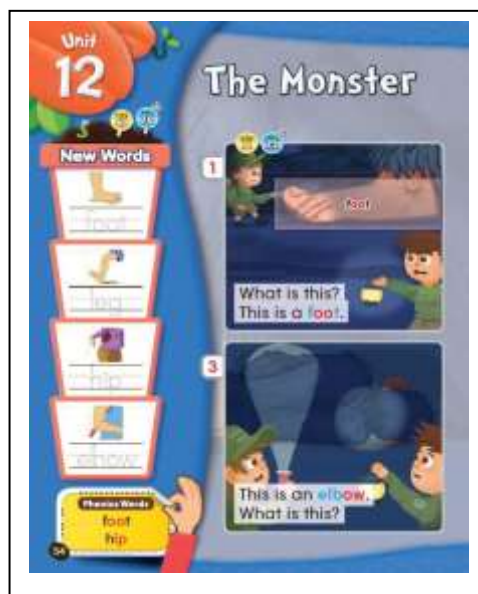 Unit
12
The Monster
New Words
foot
leg
hip
elbow
Phonics Words
foot
hip
54
1
foot
What is this?
This is a foot.
3
This is an elbow.
What is this?